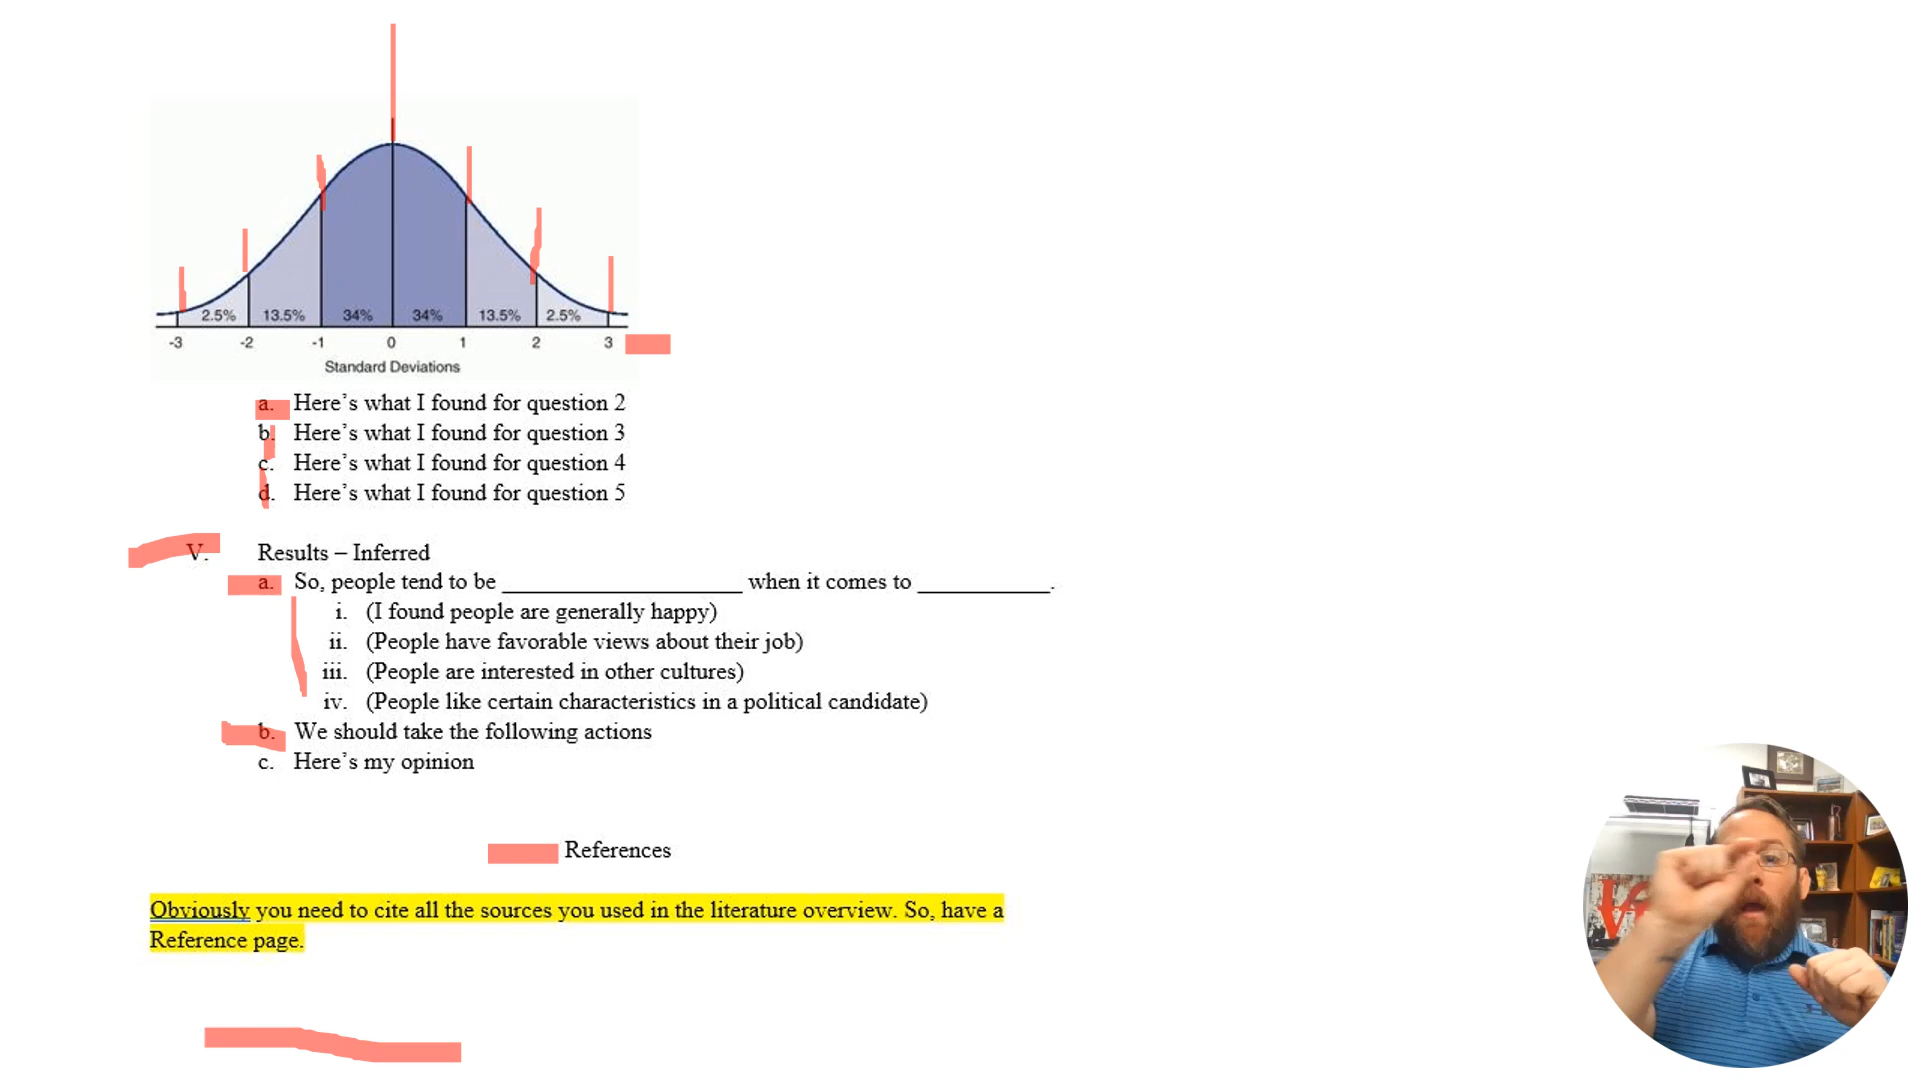 2.5% 13.5% 34% 34% 13.5% 2.5%
-3 -2 -1 0 1 2 3
Standard Deviations
a. Here's what I found for question 2
b. Here's what I found for question 3
c. Here's what I found for question 4
d. Here's what I found for question 5
V. Results – Inferred
a. So, people tend to be ____________________ when it comes to ___________.
i. (I found people are generally happy)
ii. (People have favorable views about their job)
iii. (People are interested in other cultures)
iv. (People like certain characteristics in a political candidate)
b. We should take the following actions
c. Here's my opinion
References
Obviously you need to cite all the sources you used in the literature overview. So, have a
Reference page.